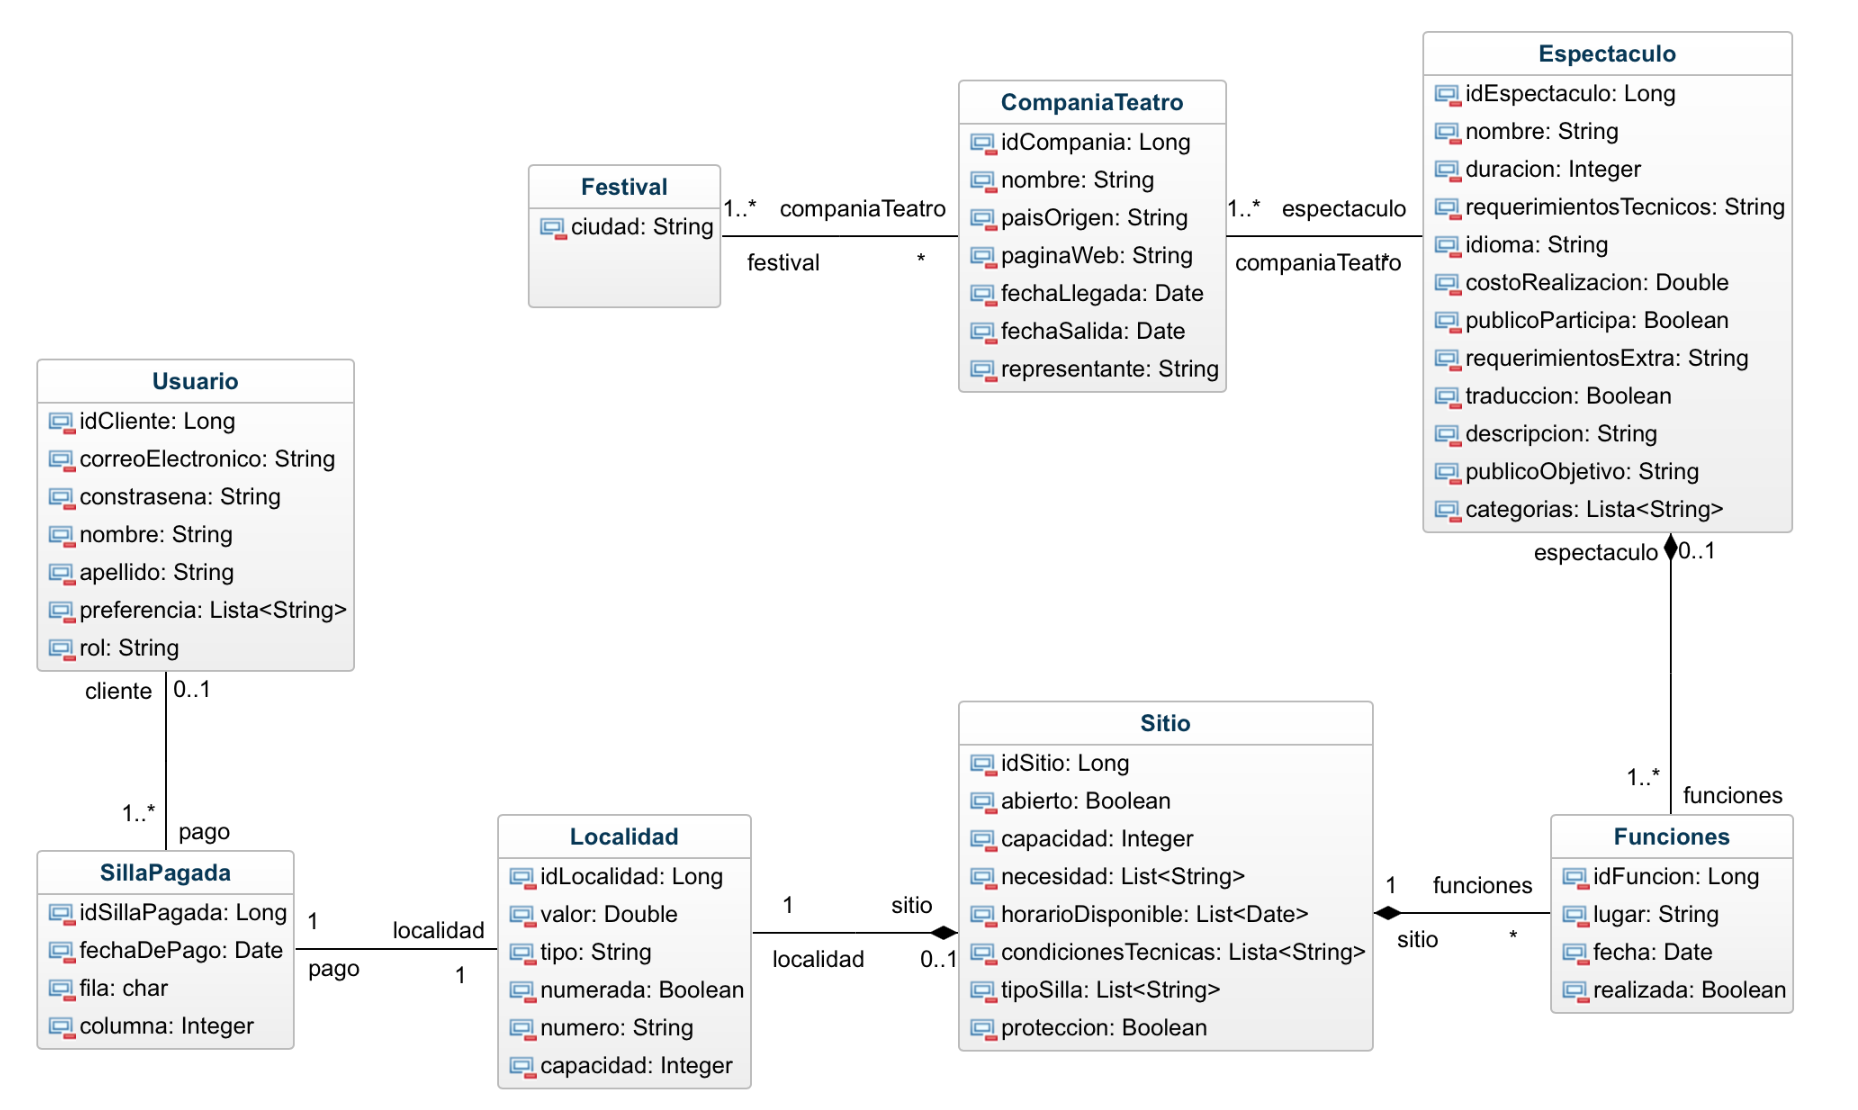 Espectaculo
idEspectaculo: Long
nombre: String
duracion: Integer
requerimientosTecnicos: String
idioma: String
costoRealizacion: Double
publicoParticipa: Boolean
requerimientosExtra: String
traduccion: Boolean
descripcion: String
publicoObjetivo: String
categorias: Lista<String>
CompaniaTeatro
idCompania: Long
nombre: String
paisOrigen: String
paginaWeb: String
fechaLlegada: Date
fechaSalida: Date
representante: String
Festival
ciudad: String
1..* companiaTeatro
festival *
1..* espectaculo
companiaTeatro *
Usuario
idCliente: Long
correoElectronico: String
constrasena: String
nombre: String
apellido: String
preferencia: Lista<String>
rol: String
cliente 0..1
1..*
pago
espectaculo 0..1
1..*
funciones
SillaPagada
idSillaPagada: Long
fechaDePago: Date
fila: char
columna: Integer
1 localidad
pago 1
Localidad
idLocalidad: Long
valor: Double
tipo: String
numerada: Boolean
numero: String
capacidad: Integer
1 sitio
localidad 0..1
Sitio
idSitio: Long
abierto: Boolean
capacidad: Integer
necesidad: List<String>
horarioDisponible: List<Date>
condicionesTecnicas: Lista<String>
tipoSilla: List<String>
proteccion: Boolean
1 funciones
sitio *
Funciones
idFuncion: Long
lugar: String
fecha: Date
realizada: Boolean